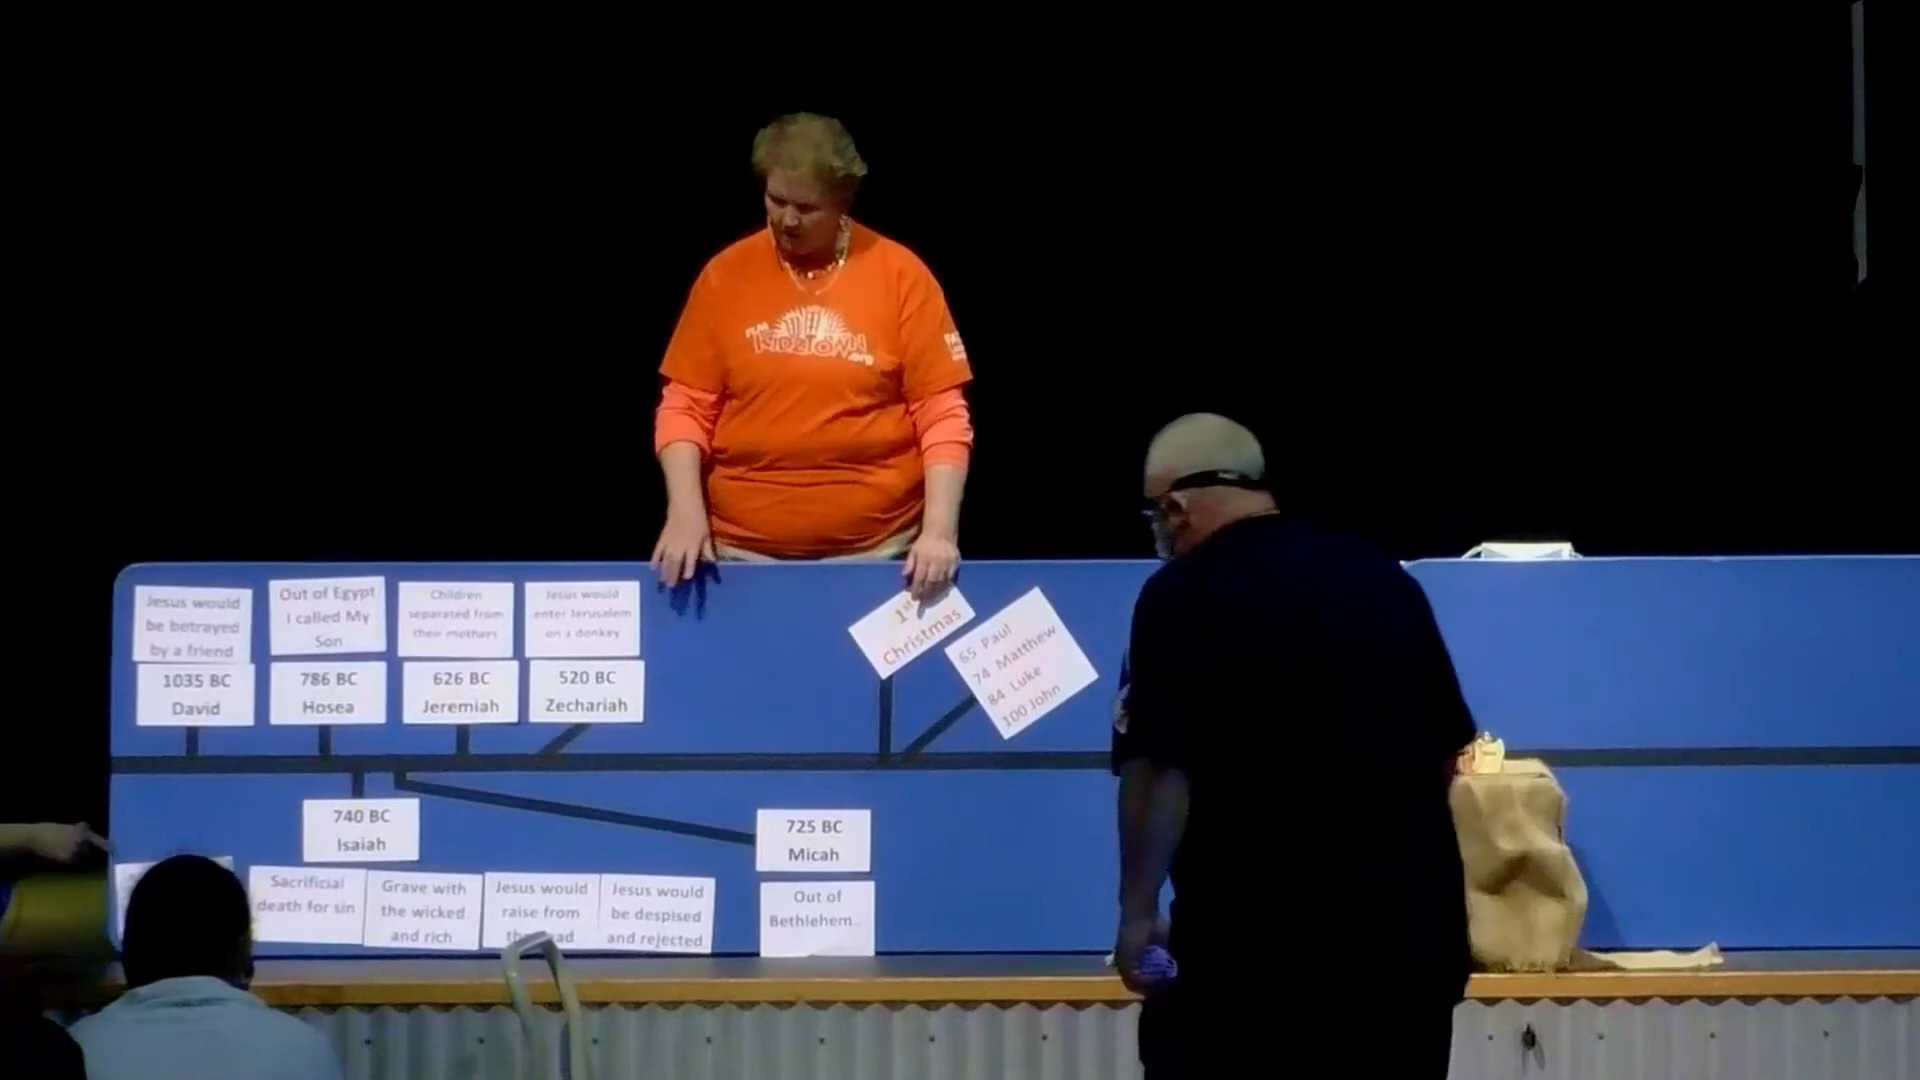 FLM
KIDZTOWN
.org
Jesus would
be betrayed
by a friend
Out of Egypt
I called My
Son
Children
separated from
their mothers
Jesus would
enter Jerusalem
on a donkey
1035 BC
David
786 BC
Hosea
626 BC
Jeremiah
520 BC
Zechariah
1st
Christmas
65 Paul
74 Matthew
84 Luke
100 John
740 BC
Isaiah
725 BC
Micah
Sacrificial
death for sin
Grave with
the wicked
and rich
Jesus would
raise from
Jesus would
be despised
and rejected
Out of
Bethlehem...